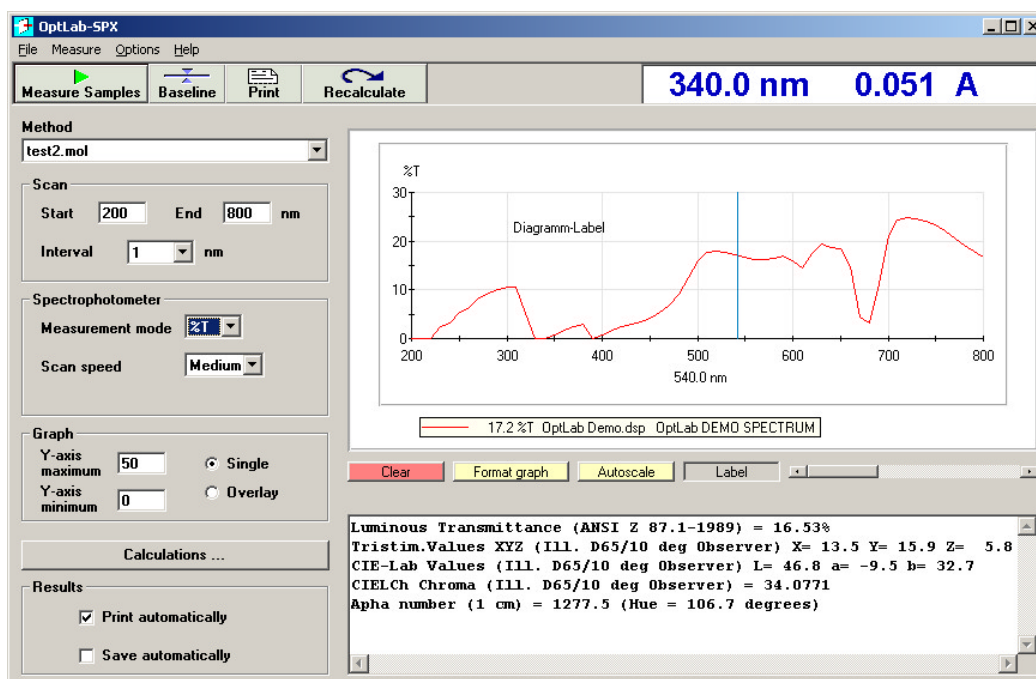 OptLab-SPX
File Measure Options Help
Measure Samples Baseline Print Recalculate
340.0 nm 0.051 A
Method
test2.mol
Scan
Start 200 End 800 nm
Interval 1 nm
Spectrophotometer
Measurement mode %T
Scan speed Medium
Graph
Y-axis maximum 50
Single
Y-axis minimum 0
Overlay
Calculations ...
Results
Print automatically
Save automatically
%T
30
20
10
0
Diagramm-Label
200 300 400 500 600 700 800
540.0 nm
17.2 %T OptLab Demo.dsp OptLab DEMO SPECTRUM
Clear Format graph Autoscale Label
Luminous Transmittance (ANSI Z 87.1-1989) = 16.53%
Tristim.Values XYZ (Ill. D65/10 deg Observer) X= 13.5 Y= 15.9 Z= 5.8
CIE-Lab Values (Ill. D65/10 deg Observer) L= 46.8 a= -9.5 b= 32.7
CIELCh Chroma (Ill. D65/10 deg Observer) = 34.0771
Apha number (1 cm) = 1277.5 (Hue = 106.7 degrees)